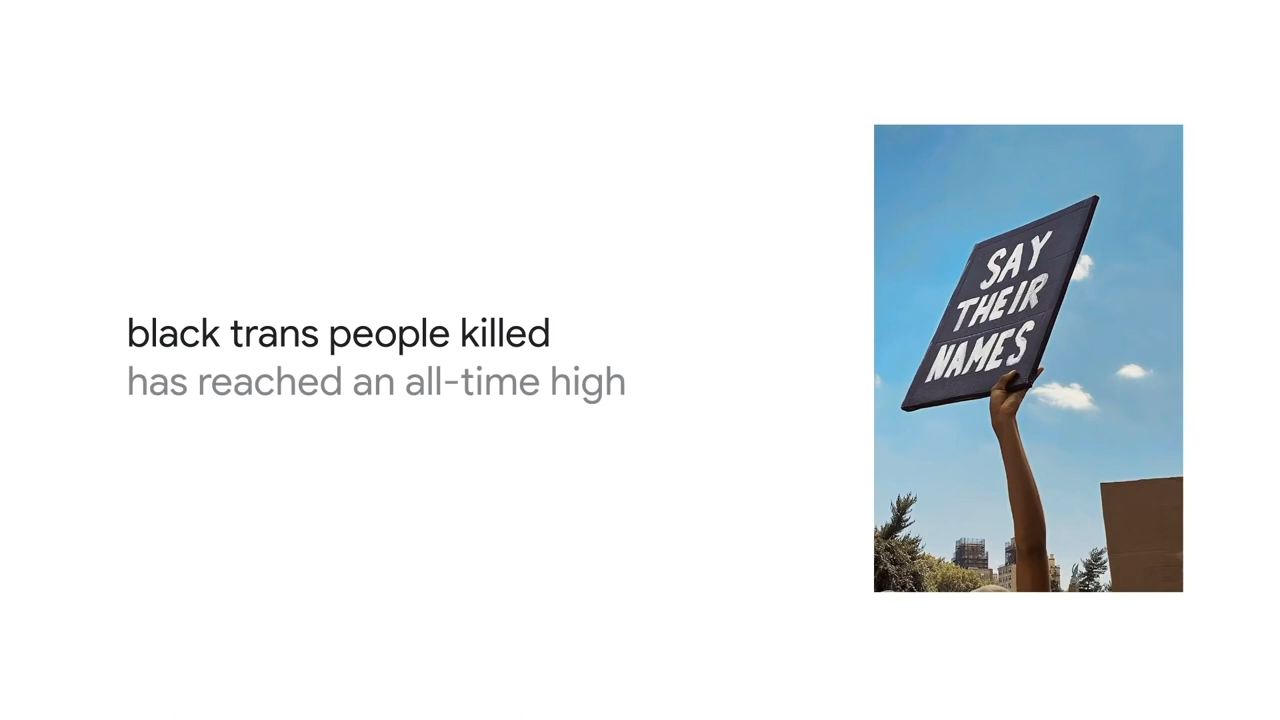 black trans people killed
has reached an all-time high
SAY
THEIR
NAMES